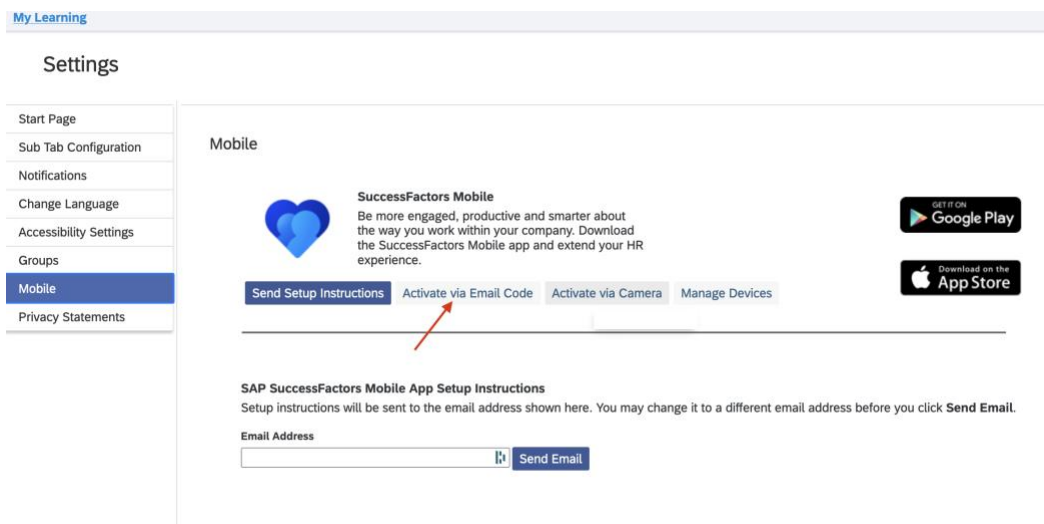 My Learning
Settings
Start Page
Sub Tab Configuration
Notifications
Change Language
Accessibility Settings
Groups
Mobile
Privacy Statements
Mobile
SuccessFactors Mobile
Be more engaged, productive and smarter about
the way you work within your company. Download
the SuccessFactors Mobile app and extend your HR
experience.
GET IT ON
Google Play
Download on the
App Store
Send Setup Instructions Activate via Email Code Activate via Camera Manage Devices
SAP SuccessFactors Mobile App Setup Instructions
Setup instructions will be sent to the email address shown here. You may change it to a different email address before you click Send Email.
Email Address
Send Email